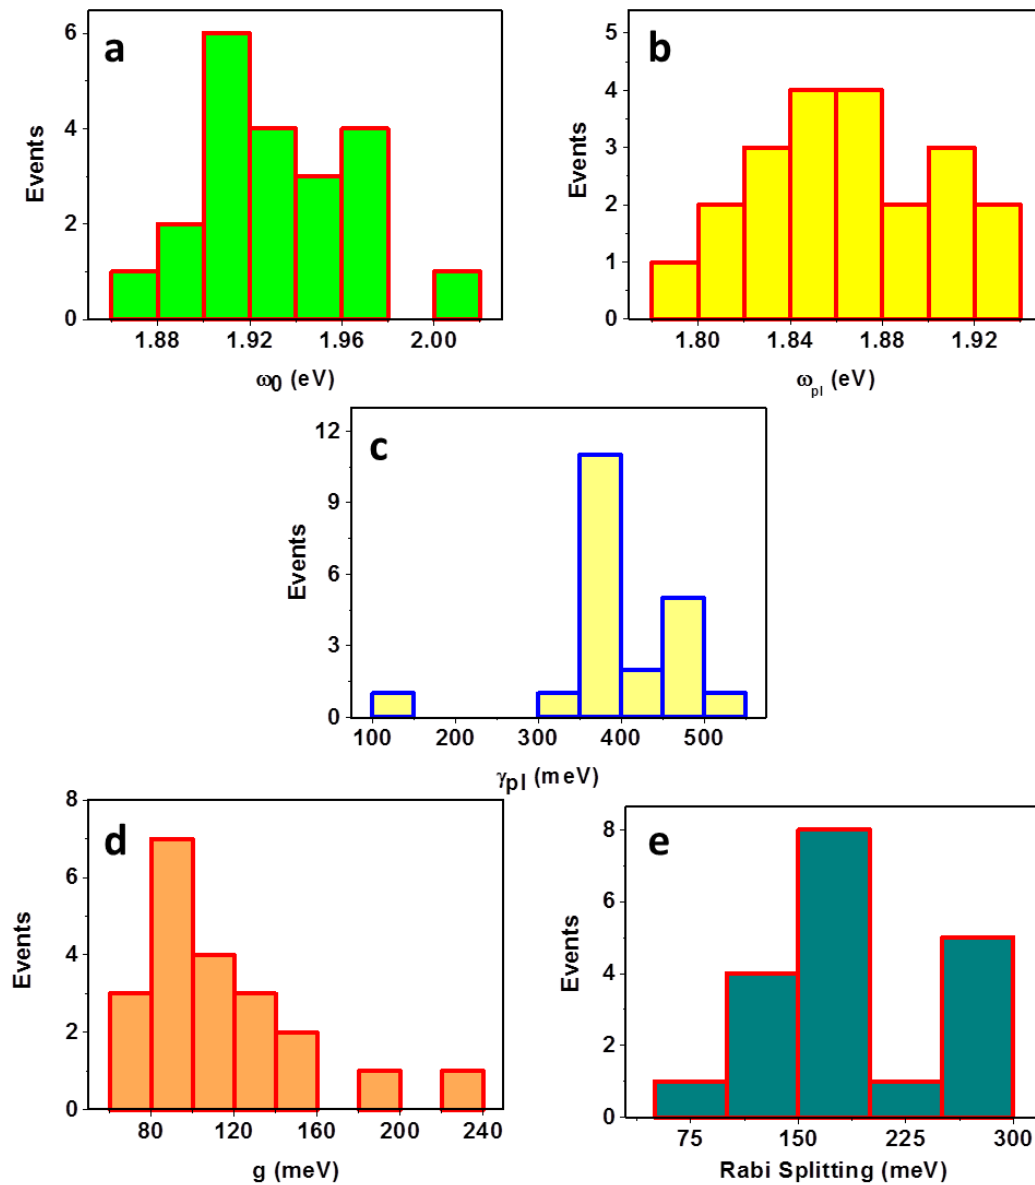 a
6
4
2
0
Events
1.88 1.92 1.96 2.00
ω0 (eV)
b
5
4
3
2
1
0
Events
1.80 1.84 1.88 1.92
ωpl (eV)
c
12
9
6
3
0
Events
100 200 300 400 500
γpl (meV)
d
8
6
4
2
0
Events
80 120 160 200 240
g (meV)
e
8
6
4
2
0
Events
75 150 225 300
Rabi Splitting (meV)